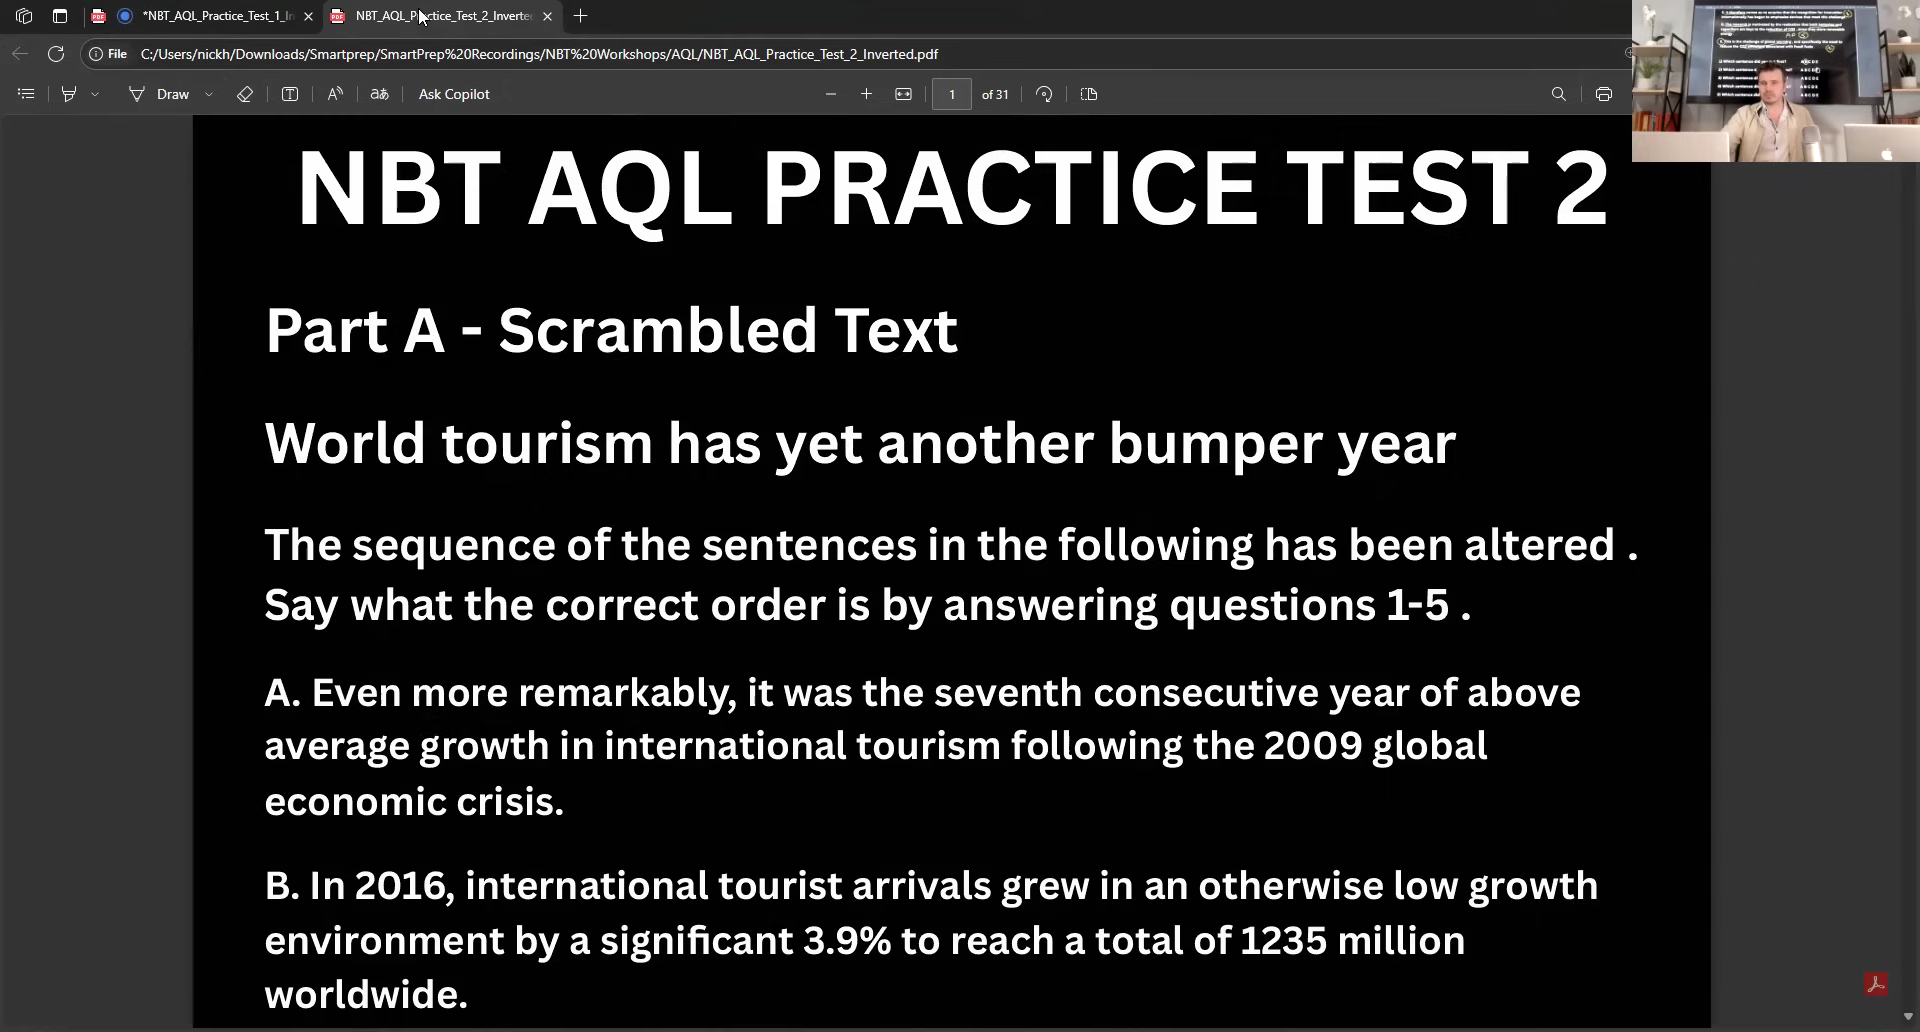 *NBT_AQL_Practice_Test_1_In
NBT_AQL_Practice_Test_2_Inverte
File
C:/Users/nickh/Downloads/Smartprep/SmartPrep%20Recordings/NBT%20Workshops/AQL/NBT_AQL_Practice_Test_2_Inverted.pdf
Draw
Ask Copilot
1 of 31
NBT AQL PRACTICE TEST 2
Part A - Scrambled Text
World tourism has yet another bumper year
The sequence of the sentences in the following has been altered .
Say what the correct order is by answering questions 1-5 .
A. Even more remarkably, it was the seventh consecutive year of above
average growth in international tourism following the 2009 global
economic crisis.
B. In 2016, international tourist arrivals grew in an otherwise low growth
environment by a significant 3.9% to reach a total of 1235 million
worldwide.